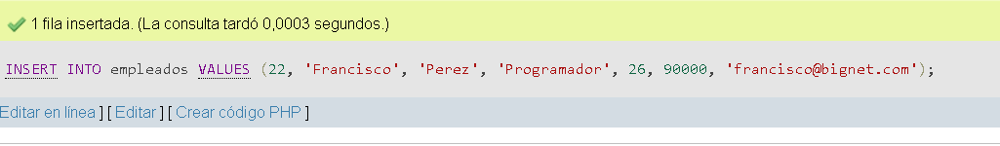 1 fila insertada. (La consulta tardó 0,0003 segundos.)
INSERT INTO empleados VALUES (22, 'Francisco', 'Perez', 'Programador', 26, 90000, 'francisco@bignet.com');
Editar en línea ] [ Editar ] [ Crear código PHP ]